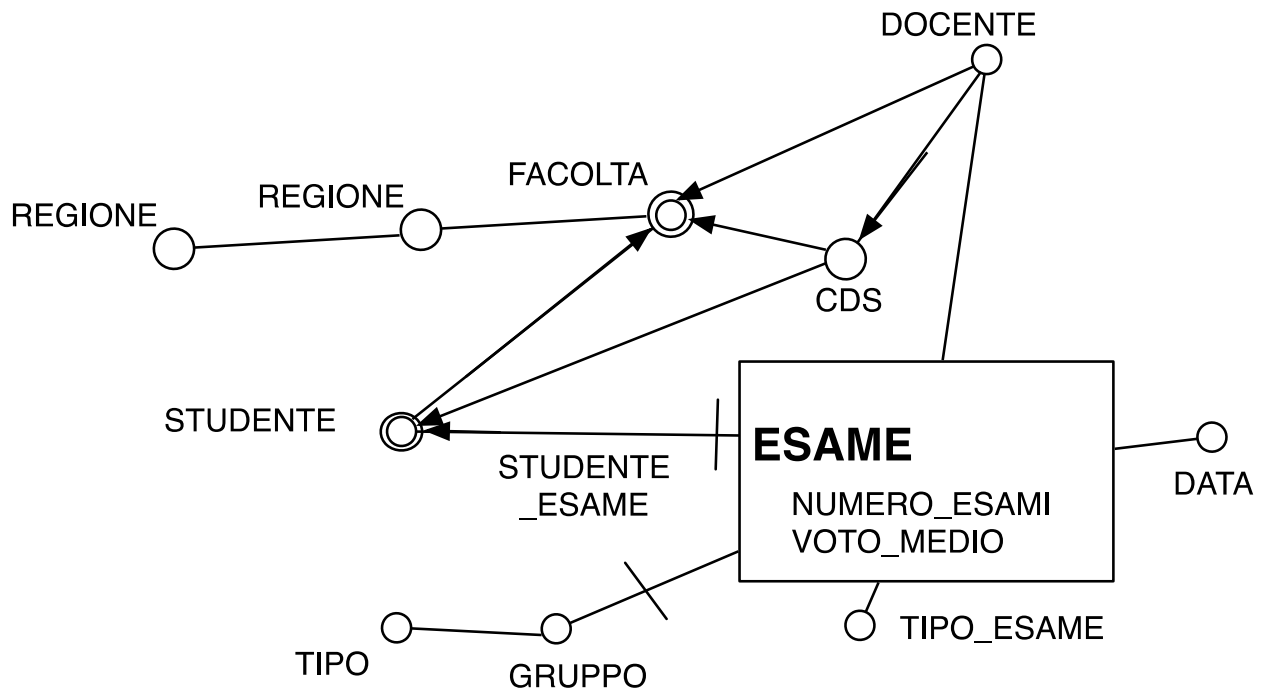 DOCENTE
FACOLTA
REGIONE
REGIONE
CDS
STUDENTE
ESAME
STUDENTE
_ESAME
DATA
NUMERO_ESAMI
VOTO_MEDIO
TIPO_ESAME
TIPO
GRUPPO